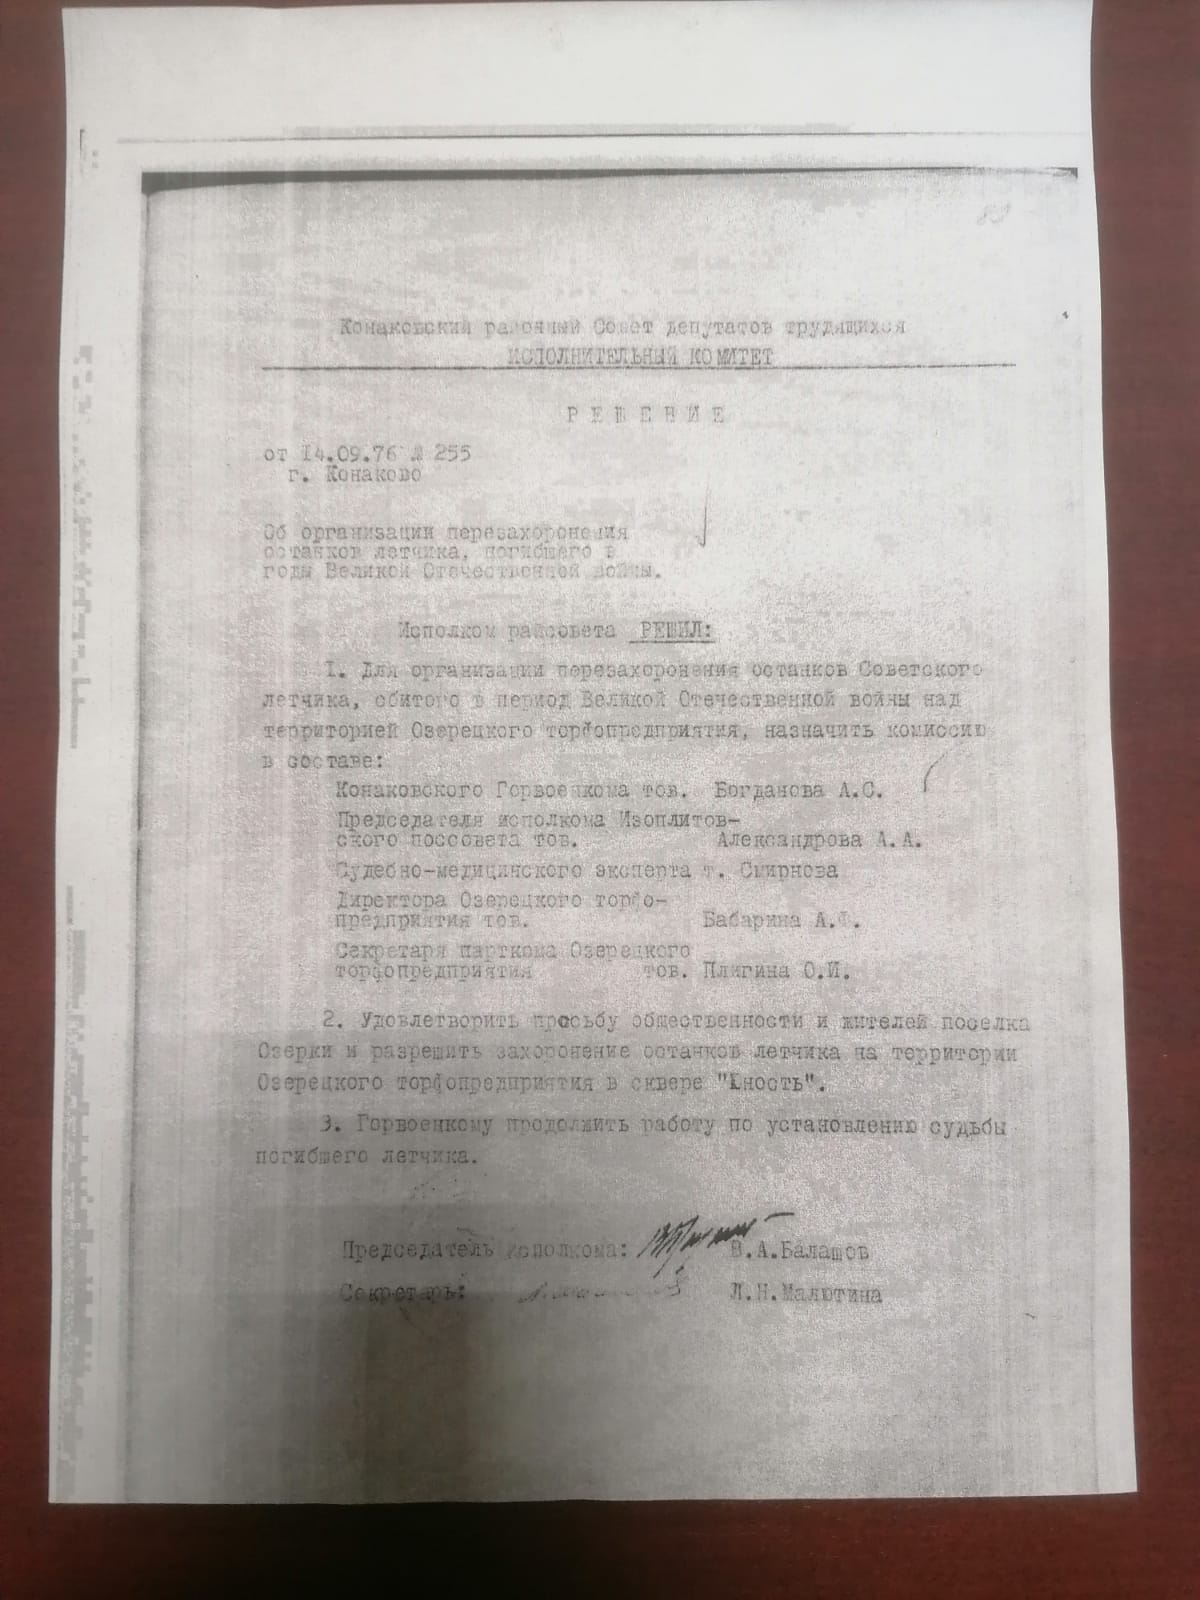 Конаковский районный Совет депутатов трудящихся
ИСПОЛНИТЕЛЬНЫЙ КОМИТЕТ
РЕШЕНИЕ
от 14.09.76 № 255
г. Конаково
Об организации перезахоронения
останков летчика, погибшего в
годы Великой Отечественной войны.
Исполком райсовета РЕШИЛ:
1. Для организации перезахоронения останков Советского
летчика, сбитого в период Великой Отечественной войны над
территорией Озерецкого торфопредприятия, назначить комиссию
в составе:
Конаковского Горвоенкома тов. Богданова А.С.
Председателя исполкома Изоплитов-
ского поссовета тов. Александрова А.А.
Судебно-медицинского эксперта т. Смирнова
Директора Озерецкого торфо-
предприятия тов. Бабарина А.Ф.
Секретаря парткома Озерецкого
торфопредприятия тов. Плигина О.И.
2. Удовлетворить просьбу общественности и жителей поселка
Озерки и разрешить захоронение останков летчика на территории
Озерецкого торфопредприятия в сквере "Юность".
3. Горвоенкому продолжить работу по установлению судьбы
погибшего летчика.
Председатель исполкома: В.А.Балашов
Секретарь: Л.Н.Малютина